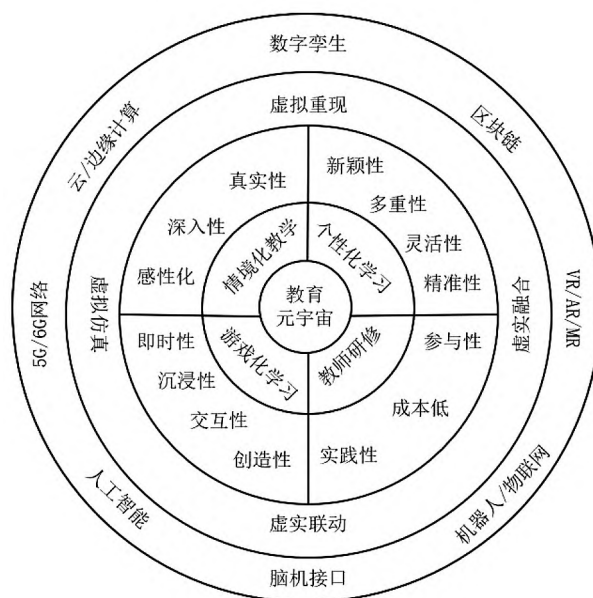 数字孪生
云/边缘计算
区块链
5G/6G网络
VR/AR/MR
人工智能
机器人/物联网
脑机接口
虚拟重现
虚拟仿真
虚实融合
虚实联动
真实性
深入性
感性化
新颖性
多重性
灵活性
精准性
即时性
沉浸性
交互性
创造性
参与性
成本低
实践性
情境化教学
个性化学习
游戏化学习
教师研修
教育
元宇宙